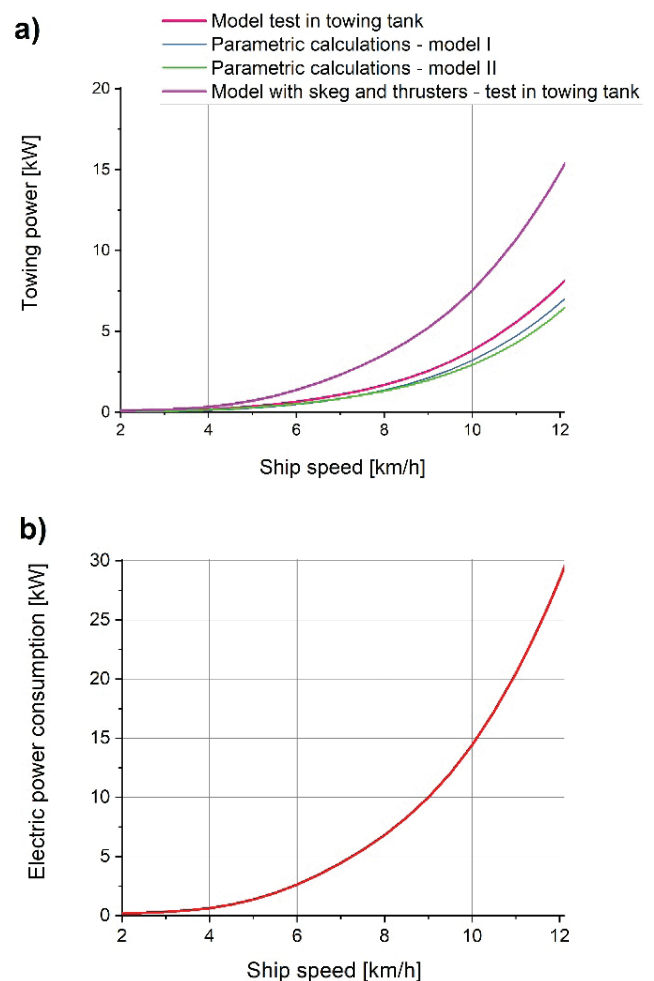 a)
Model test in towing tank
Parametric calculations - model I
Parametric calculations - model II
Model with skeg and thrusters - test in towing tank
Towing power [kW]
20
15
10
5
0
2 4 6 8 10 12
Ship speed [km/h]
b)
Electric power consumption [kW]
30
25
20
15
10
5
0
2 4 6 8 10 12
Ship speed [km/h]